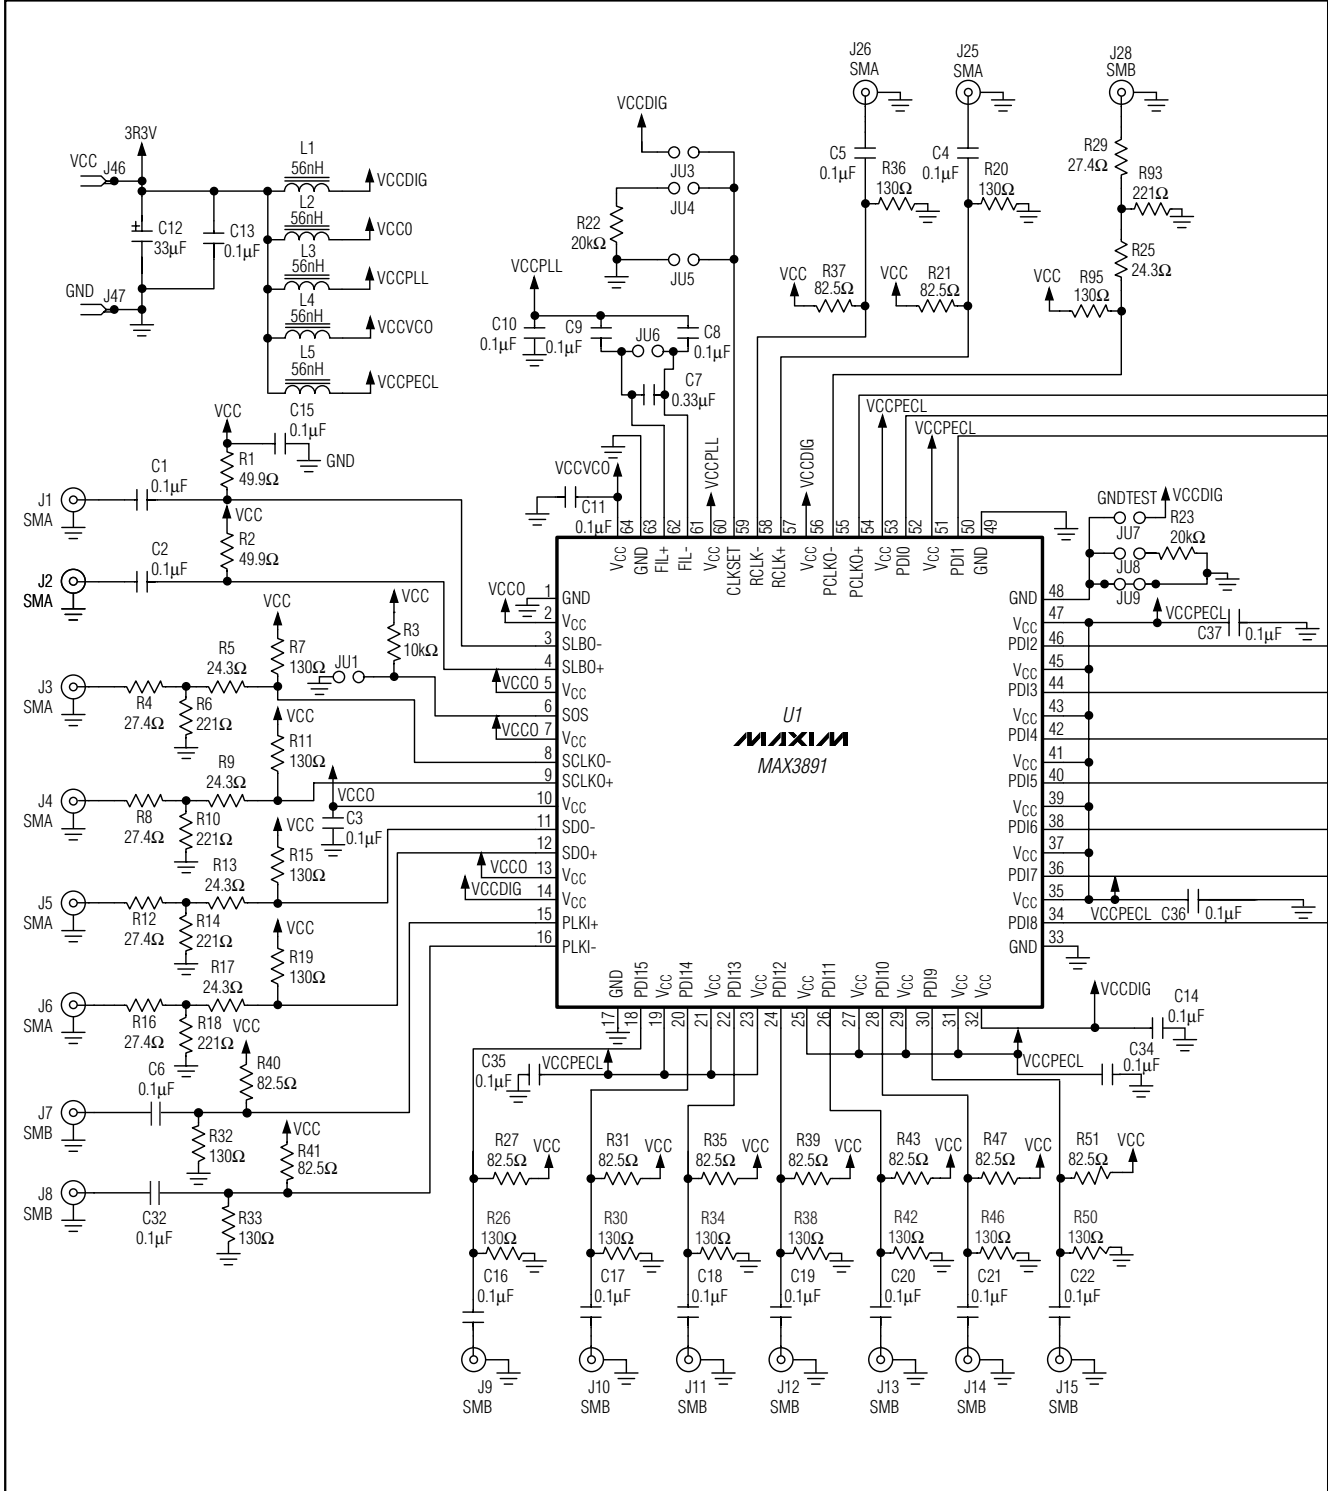 J26
SMA
J25
SMA
J28
SMB
VCCDIG
3R3V
VCC
J46
L1
56nH
VCCDIG
L2
56nH
VCC0
L3
56nH
VCCPLL
L4
56nH
VCCVCO
L5
56nH
VCCPECL
C12
33µF
C13
0.1µF
GND
J47
JU3
JU4
R22
20kΩ
JU5
C5
0.1µF
R36
130Ω
C4
0.1µF
R20
130Ω
R29
27.4Ω
R93
221Ω
R25
24.3Ω
VCC
R37
82.5Ω
VCC
R21
82.5Ω
VCC
R95
130Ω
VCCPLL
C10
0.1µF
C9
0.1µF
JU6
C8
0.1µF
C7
0.33µF
VCC
C15
0.1µF
GND
R1
49.9Ω
C1
0.1µF
J1
SMA
VCC
R2
49.9Ω
C2
0.1µF
J2
SMA
VCCVCO
C11
0.1µF
VCCPLL
VCCDIG
VCCPECL
VCCPECL
GNDTEST
VCCDIG
JU7
R23
20kΩ
JU8
JU9
64 63 62 61 60 59 58 57 56 55 54 53 52 51 50 49
VCC GND FIL+ FIL- VCC CLKSET RCLK- RCLK+ VCC PCLKO- PCLKO+ VCC PDI0 VCC PDI1 GND
VCCO
1 GND
2 VCC
3 SLBO-
4 SLBO+
VCCO
5 VCC
6 SOS
VCCO
7 VCC
8 SCLKO-
9 SCLKO+
10 VCC
11 SDO-
12 SDO+
VCCO
13 VCC
VCCDIG
14 VCC
15 PLKI+
16 PLKI-
U1
MAXIM
MAX3891
GND 48
VCC 47
PDI2 46
VCC 45
PDI3 44
VCC 43
PDI4 42
VCC 41
PDI5 40
VCC 39
PDI6 38
VCC 37
PDI7 36
VCC 35
PDI8 34
GND 33
VCCPECL
C37
0.1µF
VCCPECL
C36
0.1µF
VCC
R3
10kΩ
JU1
VCC
R7
130Ω
R5
24.3Ω
J3
SMA
R4
27.4Ω
R6
221Ω
VCC
R11
130Ω
R9
24.3Ω
J4
SMA
R8
27.4Ω
R10
221Ω
VCCO
C3
0.1µF
VCC
R15
130Ω
R13
24.3Ω
J5
SMA
R12
27.4Ω
R14
221Ω
VCC
R19
130Ω
R17
24.3Ω
J6
SMA
R16
27.4Ω
R18
221Ω
VCC
R40
82.5Ω
C6
0.1µF
J7
SMB
R32
130Ω
VCC
R41
82.5Ω
J8
SMB
C32
0.1µF
R33
130Ω
GND PDI15 VCC PDI14 VCC PDI13 VCC PDI12 VCC PDI11 VCC PDI10 VCC PDI9 VCC VCC
17 18 19 20 21 22 23 24 25 26 27 28 29 30 31 32
C35
0.1µF
VCCPECL
VCCPECL
VCCDIG
C14
0.1µF
C34
0.1µF
R27
82.5Ω
VCC
R31
82.5Ω
VCC
R35
82.5Ω
VCC
R39
82.5Ω
VCC
R43
82.5Ω
VCC
R47
82.5Ω
VCC
R51
82.5Ω
VCC
R26
130Ω
R30
130Ω
R34
130Ω
R38
130Ω
R42
130Ω
R46
130Ω
R50
130Ω
C16
0.1µF
C17
0.1µF
C18
0.1µF
C19
0.1µF
C20
0.1µF
C21
0.1µF
C22
0.1µF
J9
SMB
J10
SMB
J11
SMB
J12
SMB
J13
SMB
J14
SMB
J15
SMB